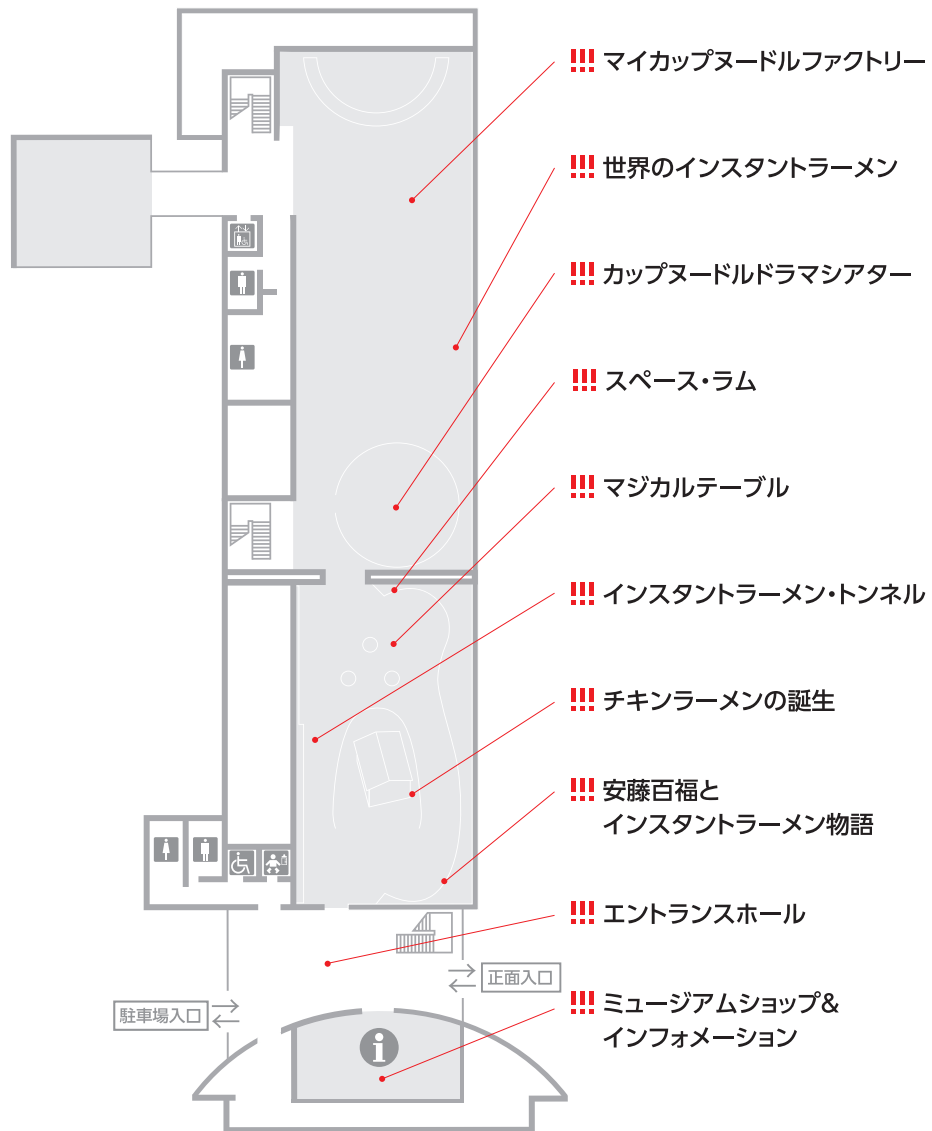 !!! マイカップヌードルファクトリー
!!! 世界のインスタントラーメン
!!! カップヌードルドラマシアター
!!! スペース・ラム
!!! マジカルテーブル
!!! インスタントラーメン・トンネル
!!! チキンラーメンの誕生
!!! 安藤百福と
インスタントラーメン物語
!!! エントランスホール
正面入口
駐車場入口
!!! ミュージアムショップ&
インフォメーション
i